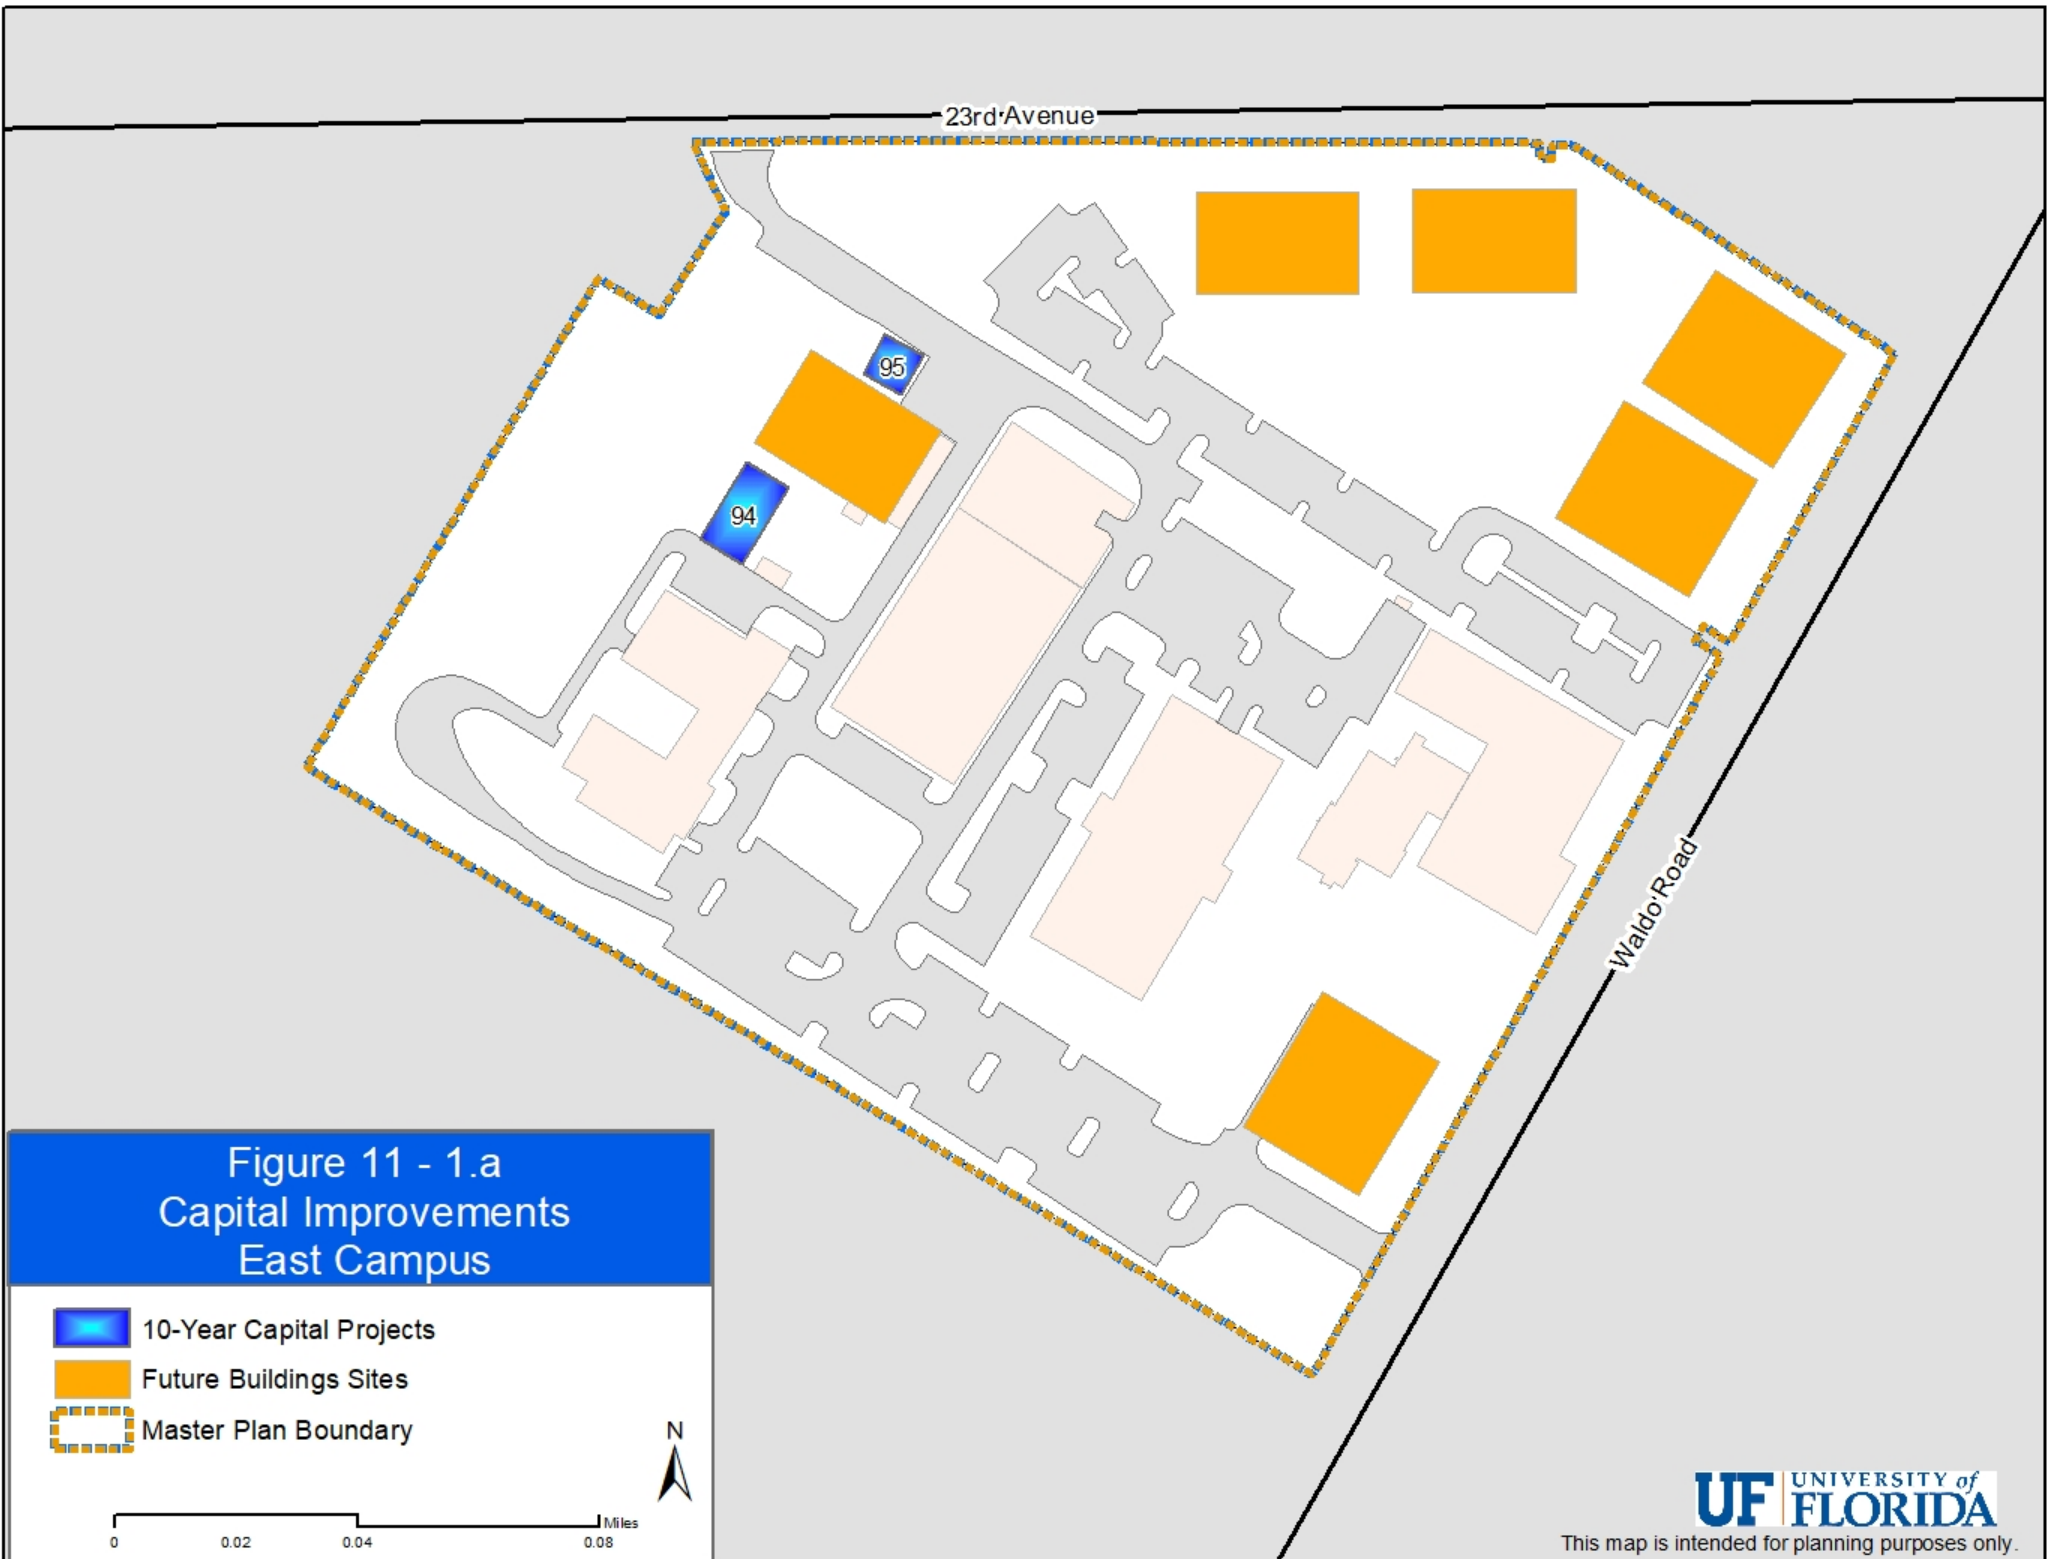 23rd Avenue
95
94
Waldo Road
Figure 11 - 1.a
Capital Improvements
East Campus
10-Year Capital Projects
Future Buildings Sites
Master Plan Boundary
N
Miles
0 0.02 0.04 0.08
UF UNIVERSITY of
FLORIDA
This map is intended for planning purposes only.